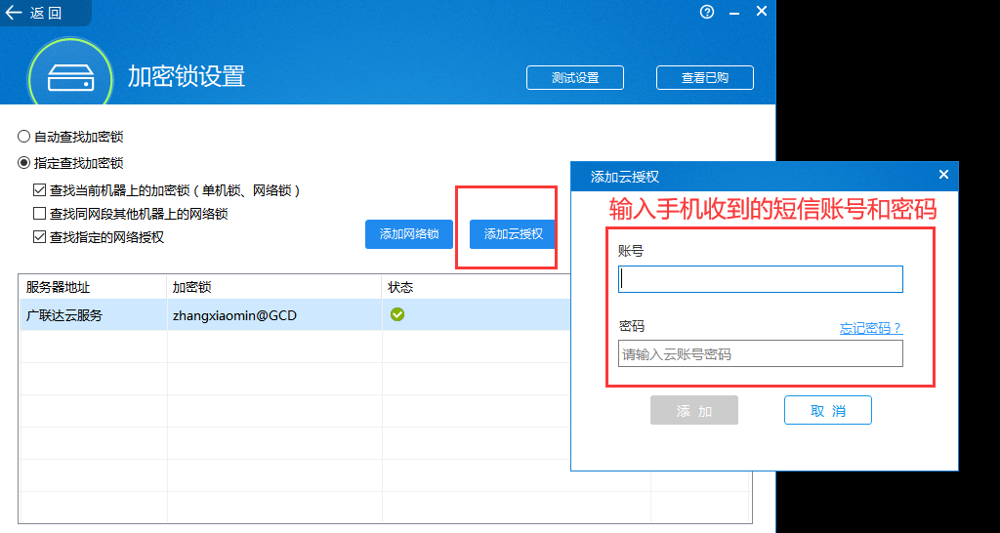 返 回
加密锁设置
测试设置
查看已购
自动查找加密锁
指定查找加密锁
查找当前机器上的加密锁（单机锁、网络锁）
查找同网段其他机器上的网络锁
查找指定的网络授权
添加网络锁
添加云授权
服务器地址 加密锁 状态
广联达云服务 zhangxiaomin@GCD
添加云授权
输入手机收到的短信账号和密码
账号
密码 忘记密码？
请输入云账号密码
添 加
取 消